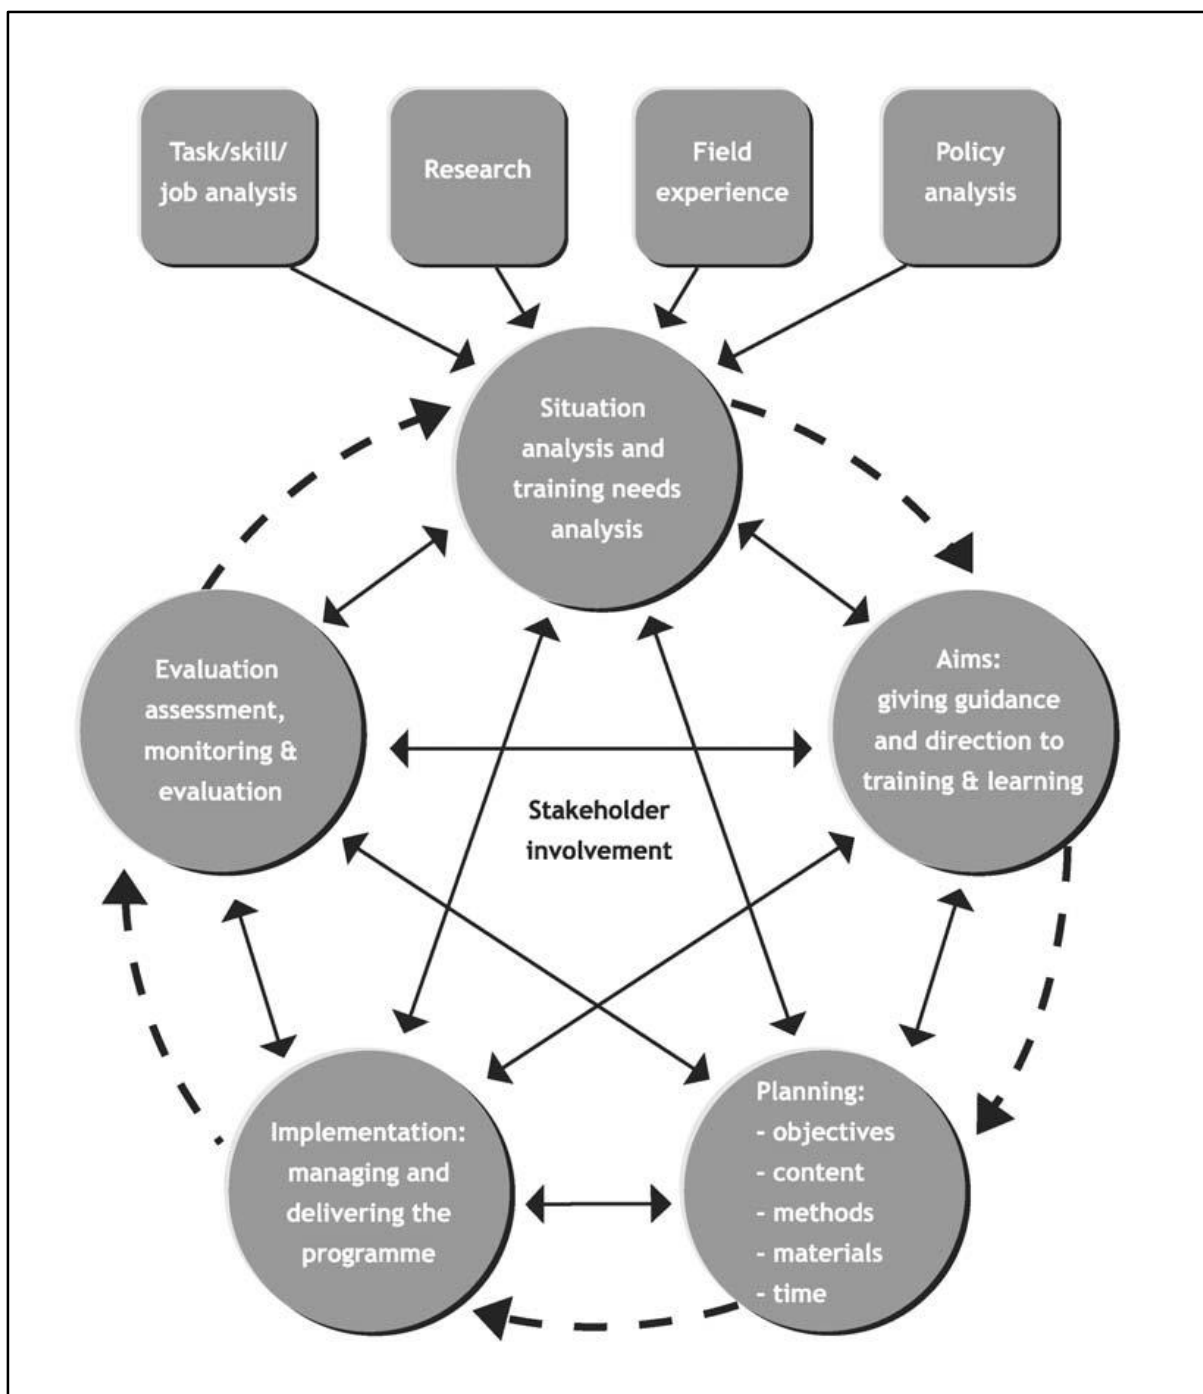 Task/skill/
job analysis
Research
Field
experience
Policy
analysis
Situation
analysis and
training needs
analysis
Evaluation
assessment,
monitoring &
evaluation
Aims:
giving guidance
and direction to
training & learning
Stakeholder
involvement
Implementation:
managing and
delivering the
programme
Planning:
- objectives
- content
- methods
- materials
- time